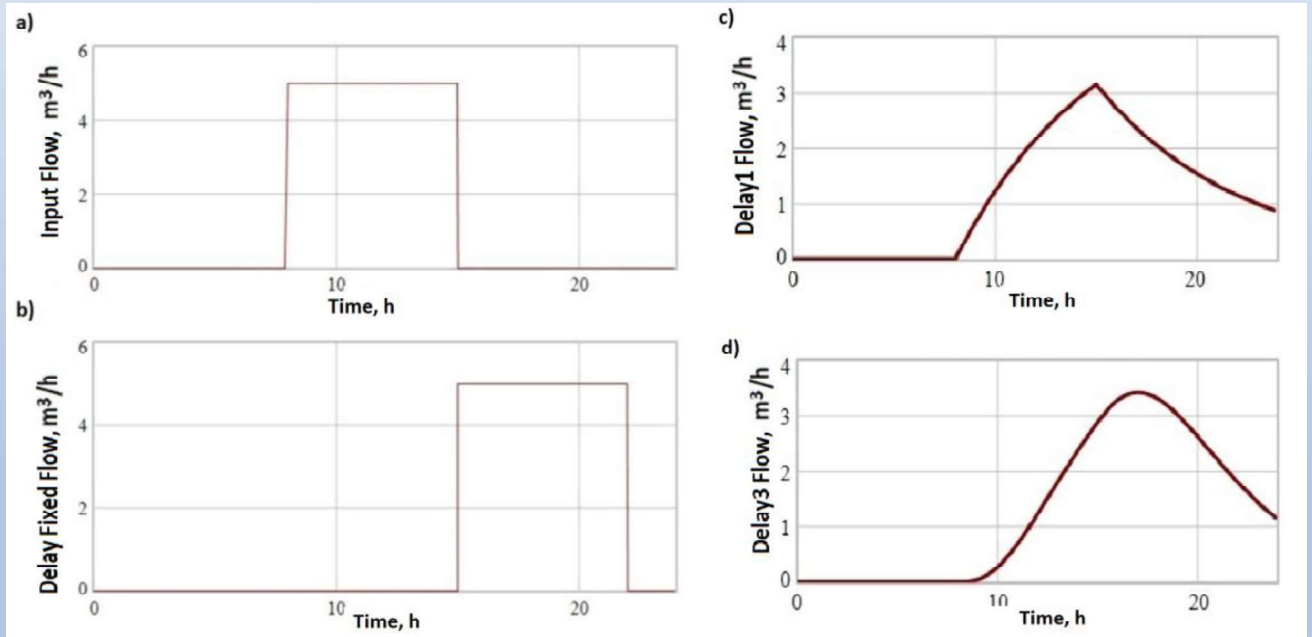 a)
Input Flow, m³/h
6
4
2
0
0 10 20
Time, h
b)
Delay Fixed Flow, m³/h
6
4
2
0
0 10 20
Time, h
c)
Delay1 Flow, m³/h
4
3
2
1
0
0 10 20
Time, h
d)
Delay3 Flow, m³/h
4
3
2
1
0
0 10 20
Time, h